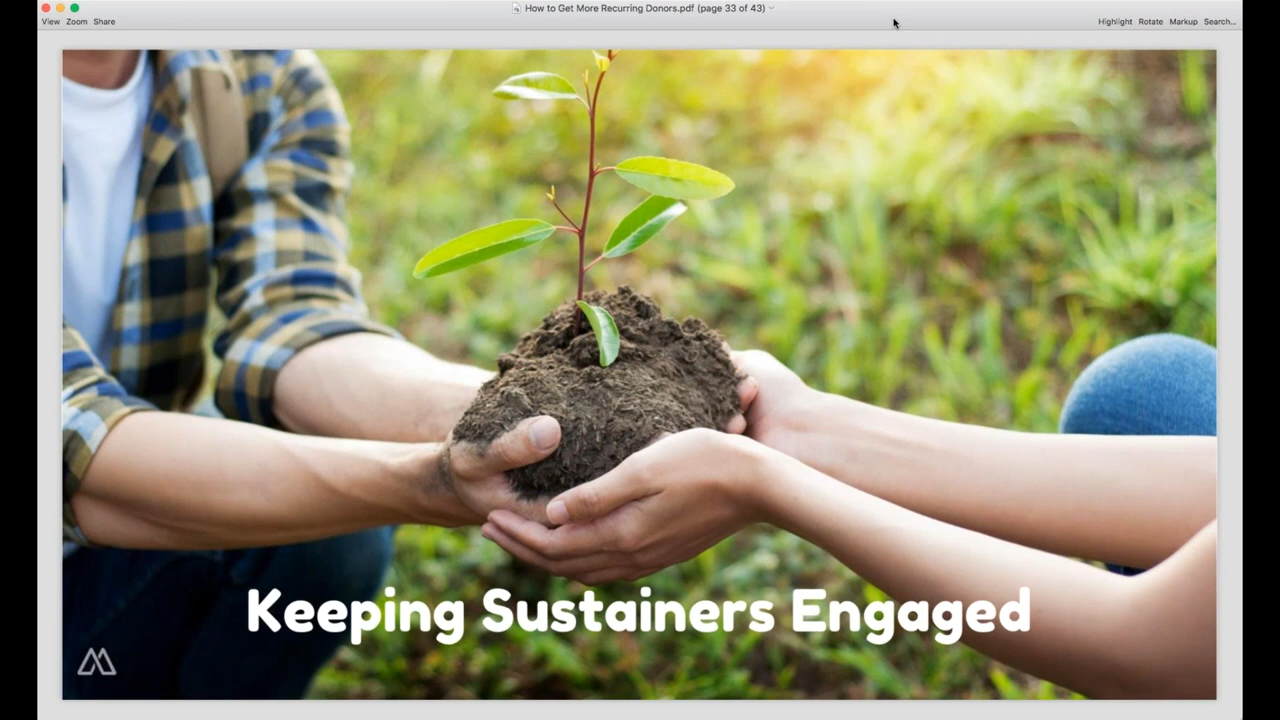 How to Get More Recurring Donors.pdf (page 33 of 43)
View Zoom Share
Highlight Rotate Markup Search...
Keeping Sustainers Engaged